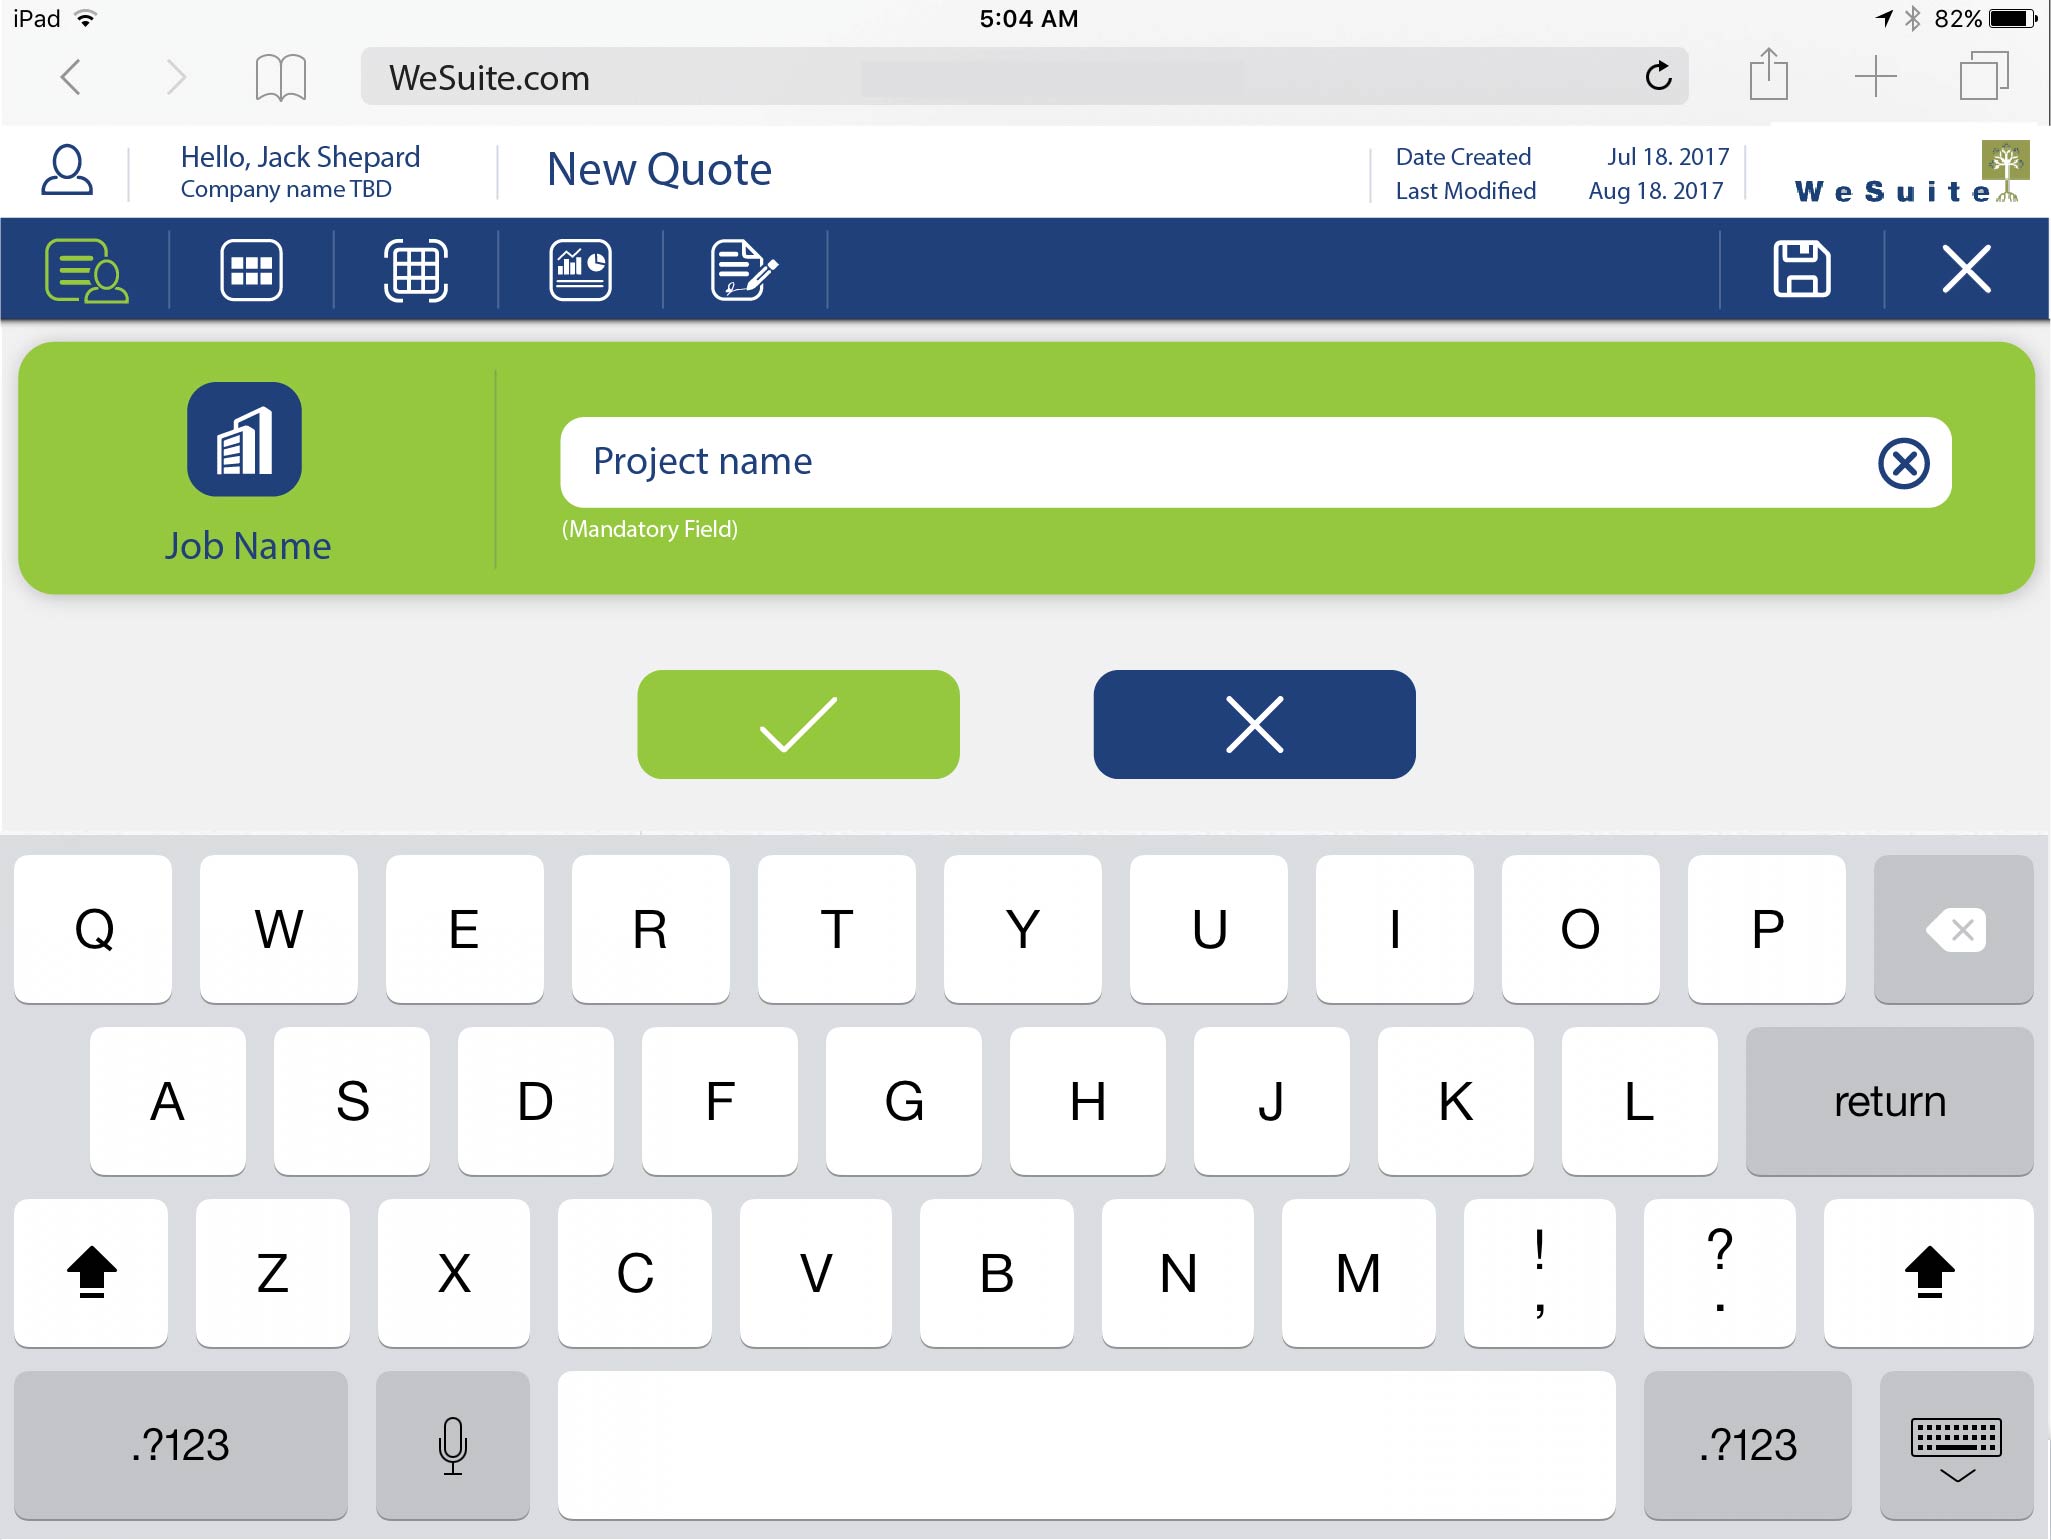 iPad 5:04 AM 82%
WeSuite.com
Hello, Jack Shepard
Company name TBD
New Quote
Date Created Jul 18. 2017
Last Modified Aug 18. 2017
WeSuite
Project name
(Mandatory Field)
Job Name
Q W E R T Y U I O P
A S D F G H J K L return
Z X C V B N M ! , ? .
.?123 .?123